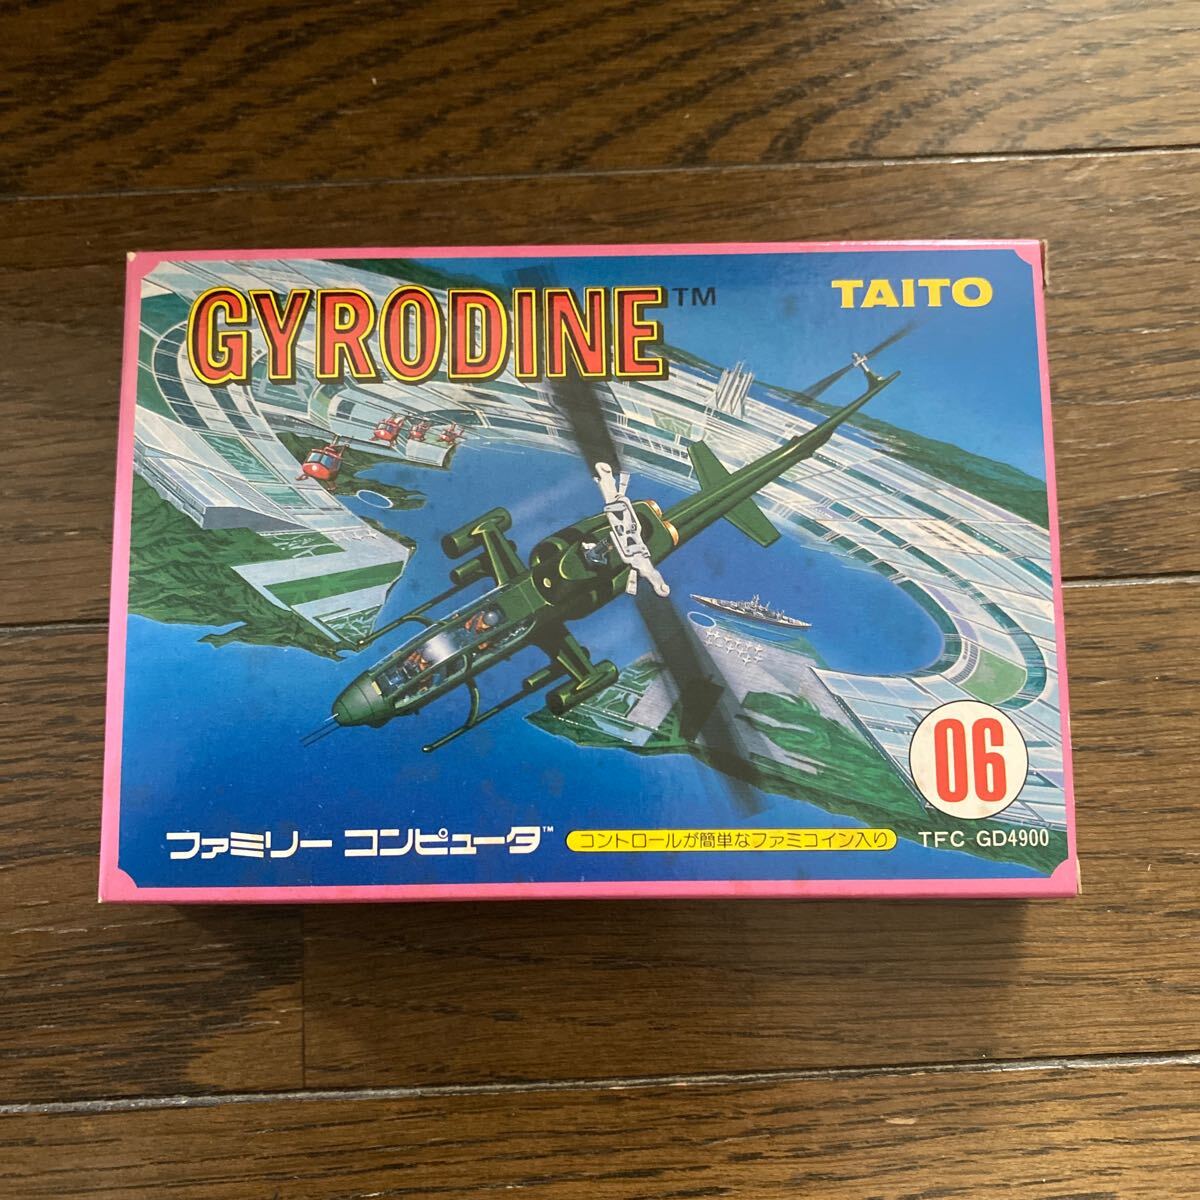 GYRODINE™
TAITO
06
ファミリー コンピュータ™
コントロールが簡単なファミコイン入り
TFC-GD4900